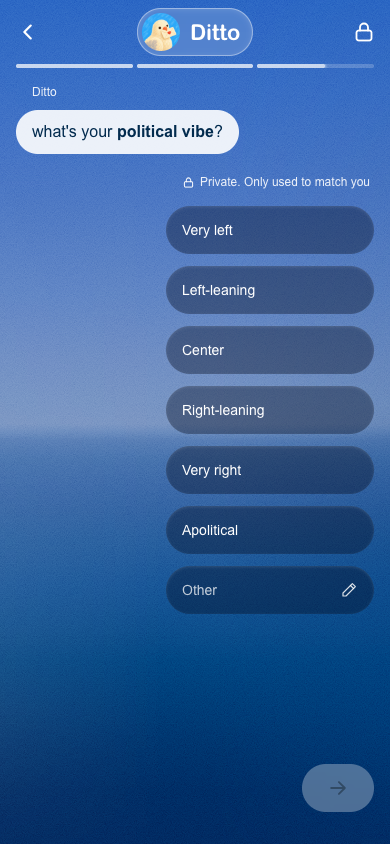 Ditto
Ditto
what's your political vibe?
Private. Only used to match you
Very left
Left-leaning
Center
Right-leaning
Very right
Apolitical
Other